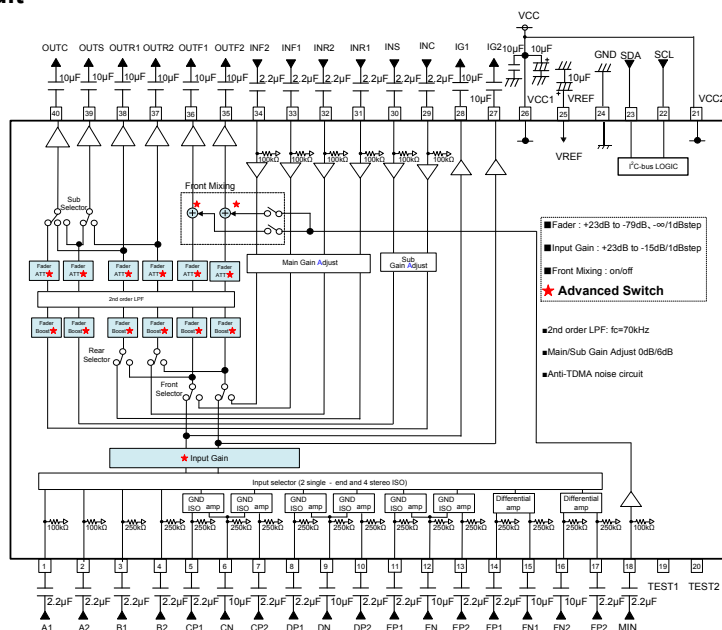 VCC
OUTC OUTS OUTR1 OUTR2 OUTF1 OUTF2 INF2 INF1 INR2 INR1 INS INC IG1 IG2 10μF 10μF GND SDA SCL
10μF 10μF 10μF 10μF 10μF 10μF 2.2μF 2.2μF 2.2μF 2.2μF 2.2μF 2.2μF 10μF 10μF
VCC1 VREF VCC2
40 39 38 37 36 35 34 33 32 31 30 29 28 27 26 25 24 23 22 21
VREF
100kΩ 100kΩ 100kΩ 100kΩ 100kΩ 100kΩ
I²C-bus LOGIC
Front Mixing
Sub
Selector
■Fader : +23dB to -79dB、-∞/1dBstep
■Input Gain : +23dB to -15dB/1dBstep
■Front Mixing : on/off
★ Advanced Switch
Main Gain Adjust
Sub
Gain Adjust
Fader Fader Fader Fader Fader Fader
ATT★ ATT★ ATT★ ATT★ ATT★ ATT★
2nd order LPF
Fader Fader Fader Fader Fader Fader
Boost★ Boost★ Boost★ Boost★ Boost★ Boost★
■2nd order LPF: fc=70kHz
■Main/Sub Gain Adjust 0dB/6dB
■Anti-TDMA noise circuit
Rear
Selector
Front
Selector
★ Input Gain
Input selector (2 single - end and 4 stereo ISO)
GND ISO amp GND ISO amp GND ISO amp GND ISO amp GND ISO amp GND ISO amp Differential amp Differential amp
100kΩ 100kΩ 100kΩ 100kΩ 250kΩ 250kΩ 250kΩ 250kΩ 250kΩ 250kΩ 250kΩ 250kΩ 250kΩ 250kΩ 250kΩ 250kΩ 250kΩ 100kΩ
1 2 3 4 5 6 7 8 9 10 11 12 13 14 15 16 17 18 19 20
TEST1 TEST2
2.2μF 2.2μF 2.2μF 2.2μF 2.2μF 10μF 2.2μF 2.2μF 10μF 2.2μF 2.2μF 10μF 2.2μF 2.2μF 10μF 10μF 2.2μF 2.2μF
A1 A2 B1 B2 CP1 CN CP2 DP1 DN DP2 EP1 EN EP2 FP1 FN1 FN2 FP2 MIN